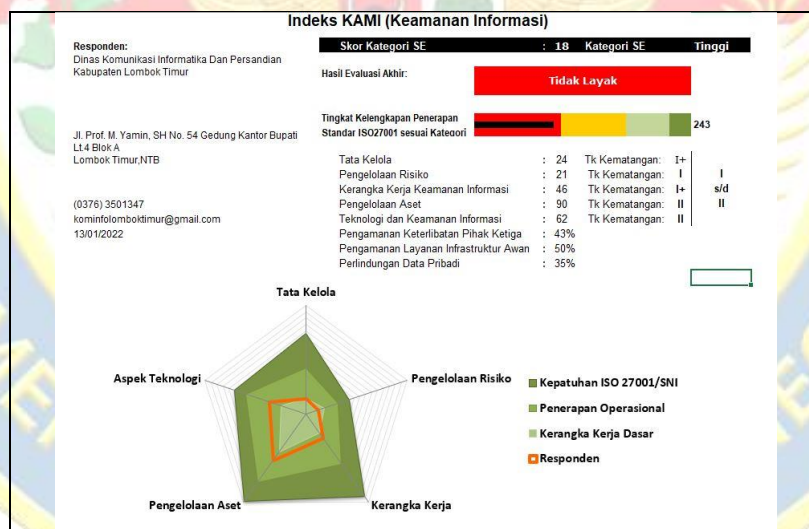 Indeks KAMI (Keamanan Informasi)
Responden:
Dinas Komunikasi Informatika Dan Persandian
Kabupaten Lombok Timur
Jl. Prof. M. Yamin, SH No. 54 Gedung Kantor Bupati
Lt.4 Blok A
Lombok Timur,NTB
(0376) 3501347
kominfolomboktimur@gmail.com
13/01/2022
Skor Kategori SE : 18 Kategori SE Tinggi
Hasil Evaluasi Akhir: Tidak Layak
Tingkat Kelengkapan Penerapan
Standar ISO27001 sesuai Kategori 243
Tata Kelola : 24 Tk Kematangan: I+
Pengelolaan Risiko : 21 Tk Kematangan: I I
Kerangka Kerja Keamanan Informasi : 46 Tk Kematangan: I+ s/d
Pengelolaan Aset : 90 Tk Kematangan: II II
Teknologi dan Keamanan Informasi : 62 Tk Kematangan: II
Pengamanan Keterlibatan Pihak Ketiga : 43%
Pengamanan Layanan Infrastruktur Awan : 50%
Perlindungan Data Pribadi : 35%
Tata Kelola
Aspek Teknologi
Pengelolaan Risiko
Pengelolaan Aset
Kerangka Kerja
Kepatuhan ISO 27001/SNI
Penerapan Operasional
Kerangka Kerja Dasar
Responden